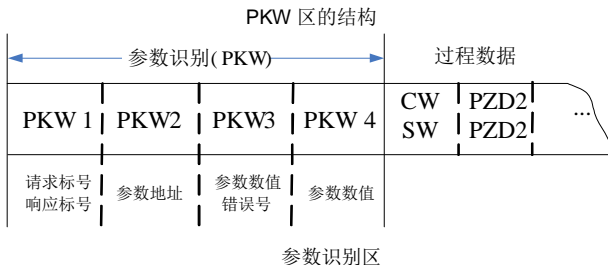 PKW 区的结构
参数识别( PKW)
过程数据
PKW 1
PKW2
PKW3
PKW 4
CW
SW
PZD2
PZD2
...
请求标号
响应标号
参数地址
参数数值
错误号
参数数值
参数识别区